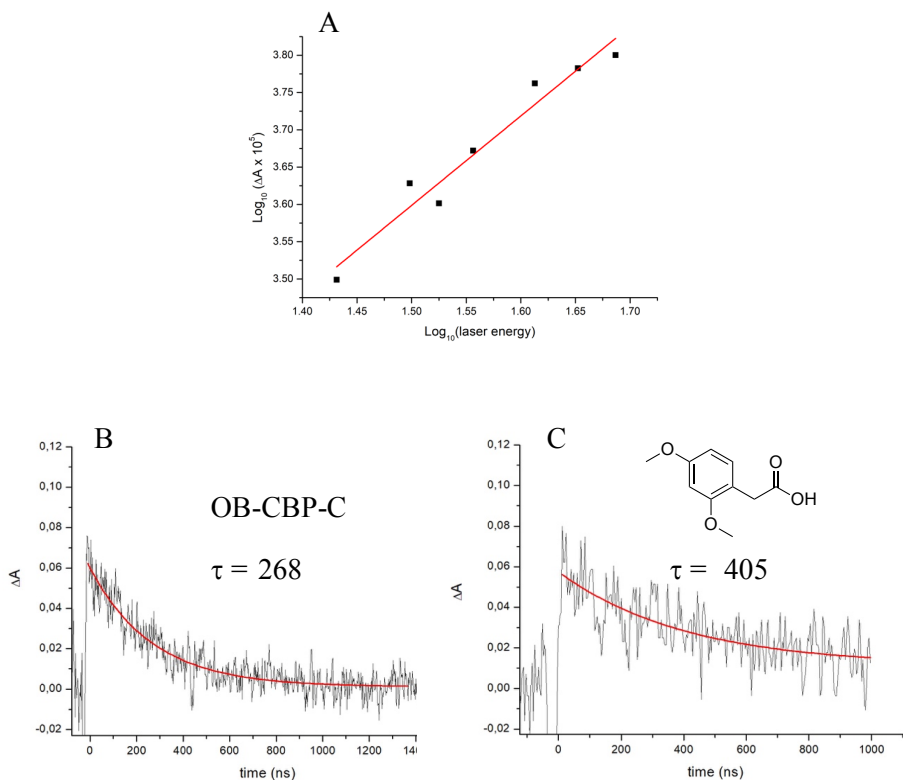 A
Log10 (ΔA x 10^5)
3.80
3.75
3.70
3.65
3.60
3.55
3.50
1.40 1.45 1.50 1.55 1.60 1.65 1.70
Log10(laser energy)
B
OB-CBP-C
τ = 268
ΔA
0,12
0,10
0,08
0,06
0,04
0,02
0,00
-0,02
0 200 400 600 800 1000 1200 140
time (ns)
C
O
O
OH
O
τ = 405
ΔA
0,12
0,10
0,08
0,06
0,04
0,02
0,00
-0,02
0 200 400 600 800 1000
time (ns)